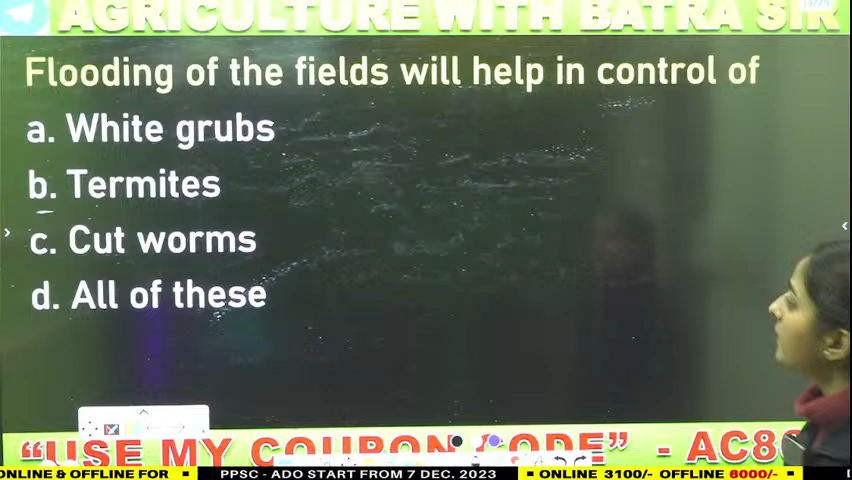 AGRICULTURE WITH BATRA SIR
Flooding of the fields will help in control of
a. White grubs
b. Termites
c. Cut worms
d. All of these
“USE MY COUPON CODE” - AC8
ONLINE & OFFLINE FOR PPSC - ADO START FROM 7 DEC. 2023 ONLINE 3100/- OFFLINE 6000/-